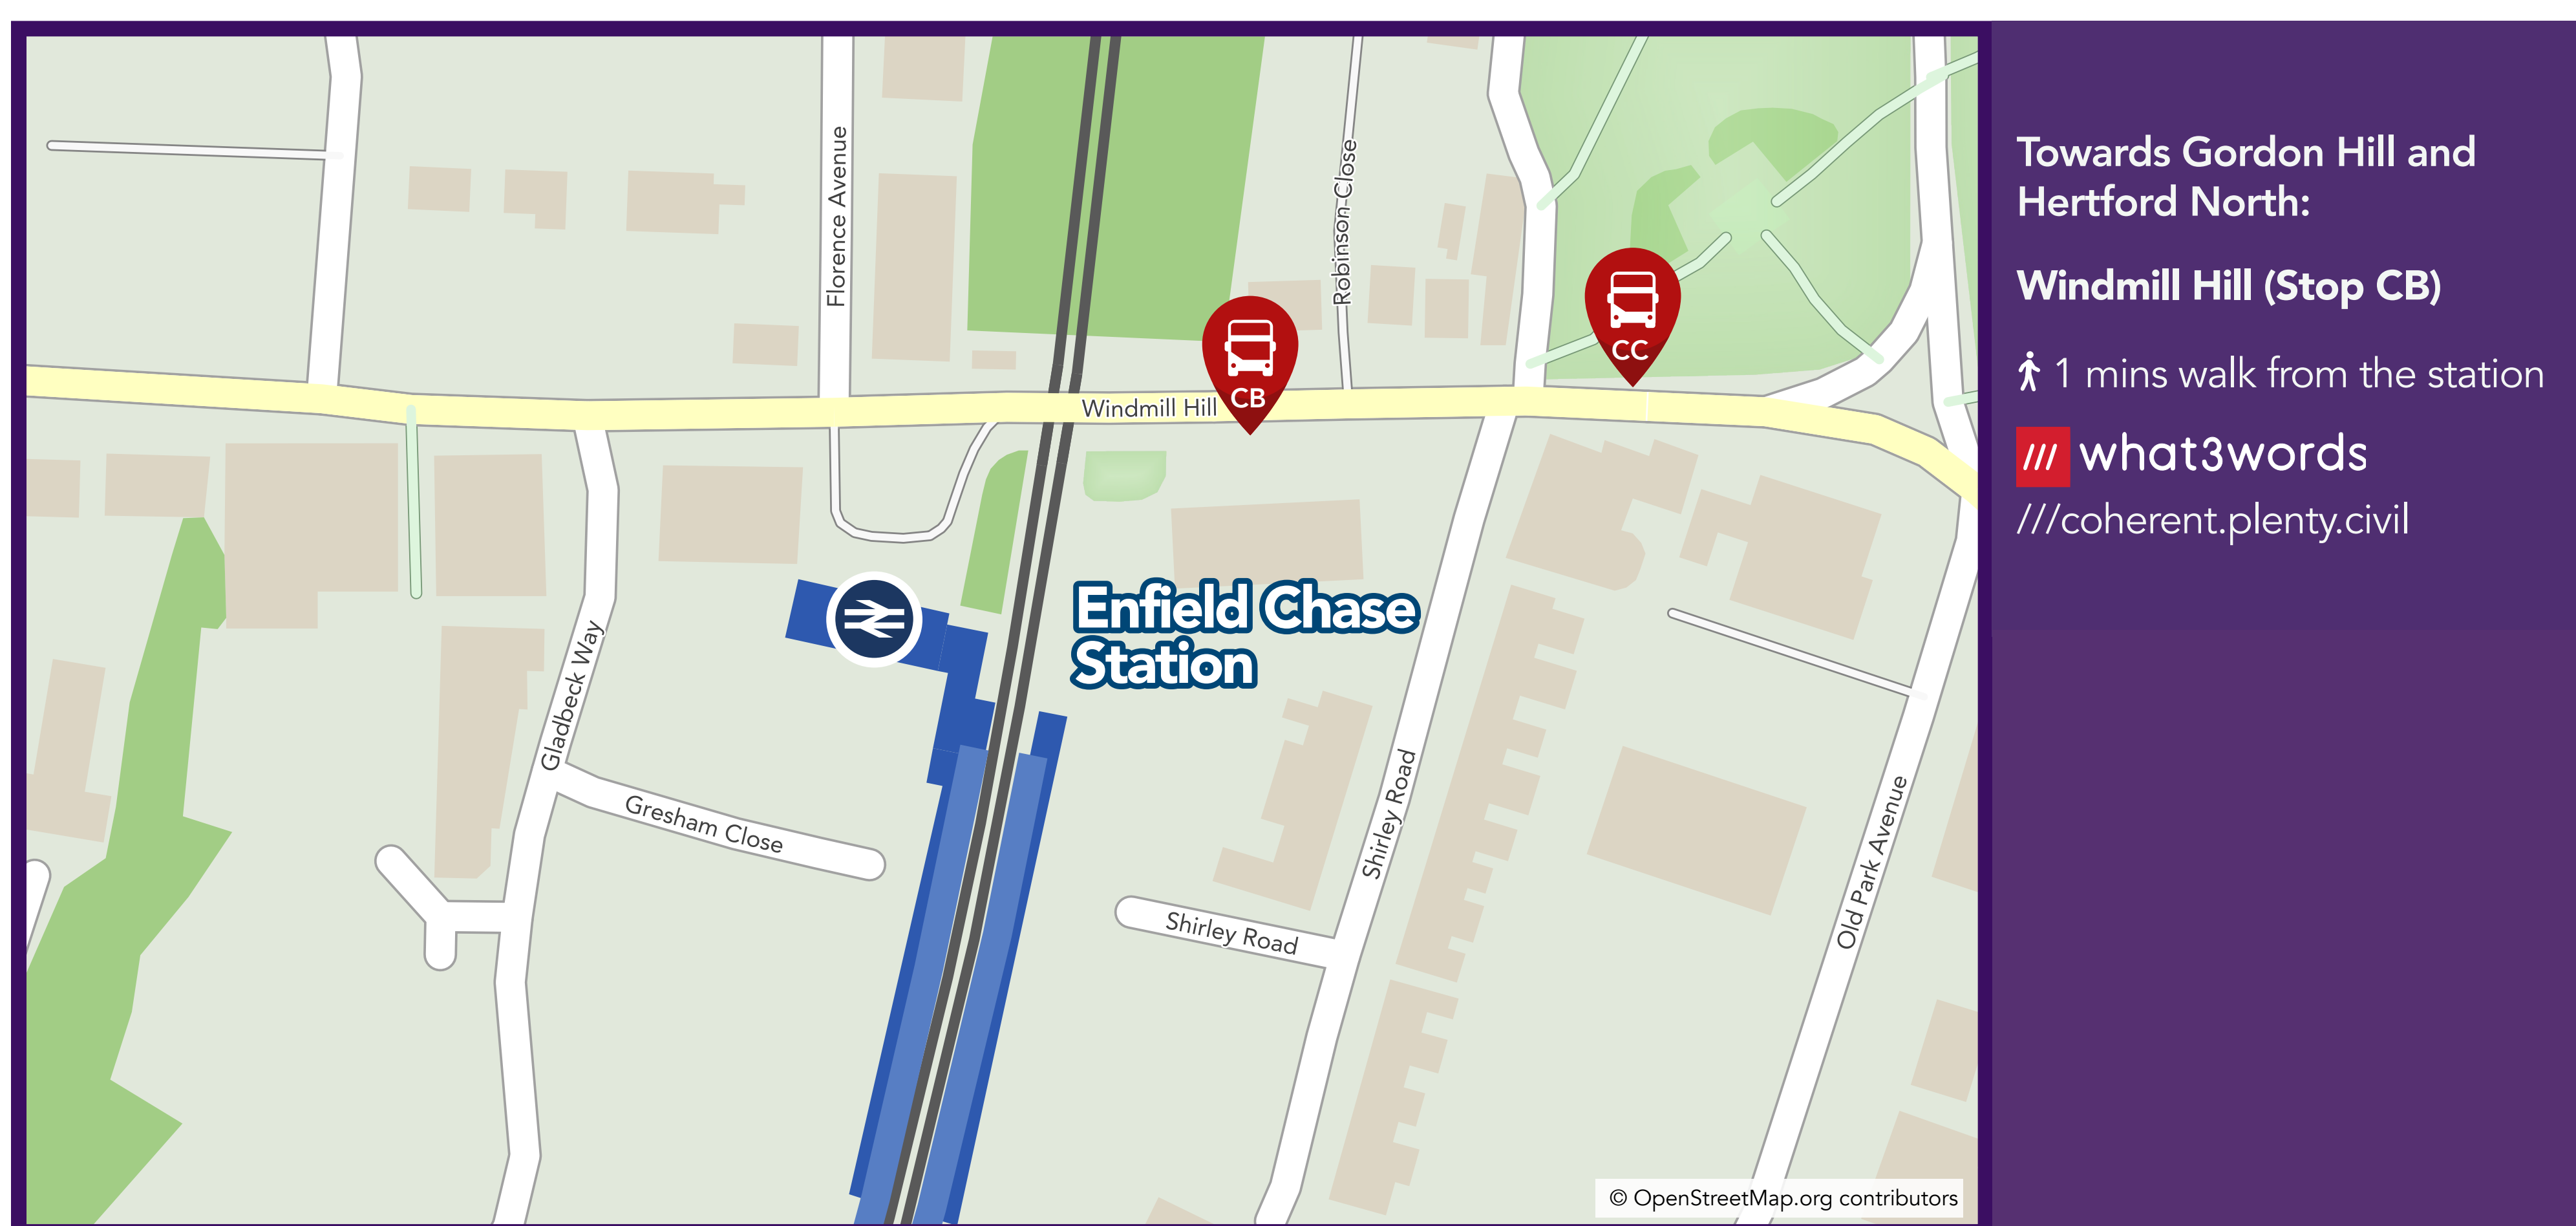 Florence Avenue
Robinson Close
CC
CB
Windmill Hill
Enfield Chase
Station
Gladbeck Way
Gresham Close
Shirley Road
Shirley Road
Old Park Avenue
© OpenStreetMap.org contributors
Towards Gordon Hill and
Hertford North:
Windmill Hill (Stop CB)
1 mins walk from the station
/// what3words
///coherent.plenty.civil